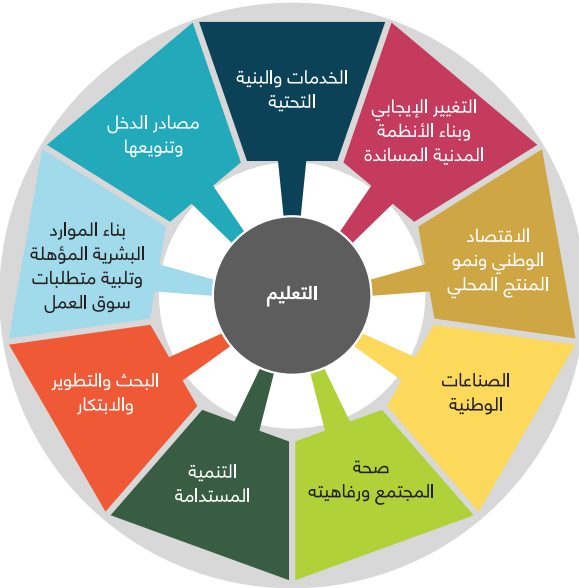 الخدمات والبنية
التحتية
التغيير الإيجابي
وبناء الأنظمة
المدنية المساندة
الاقتصاد
الوطني ونمو
المنتج المحلي
الصناعات
الوطنية
صحة
المجتمع ورفاهيته
التنمية
المستدامة
البحث والتطوير
والابتكار
بناء الموارد
البشرية المؤهلة
وتلبية متطلبات
سوق العمل
مصادر الدخل
وتنويعها
التعليم